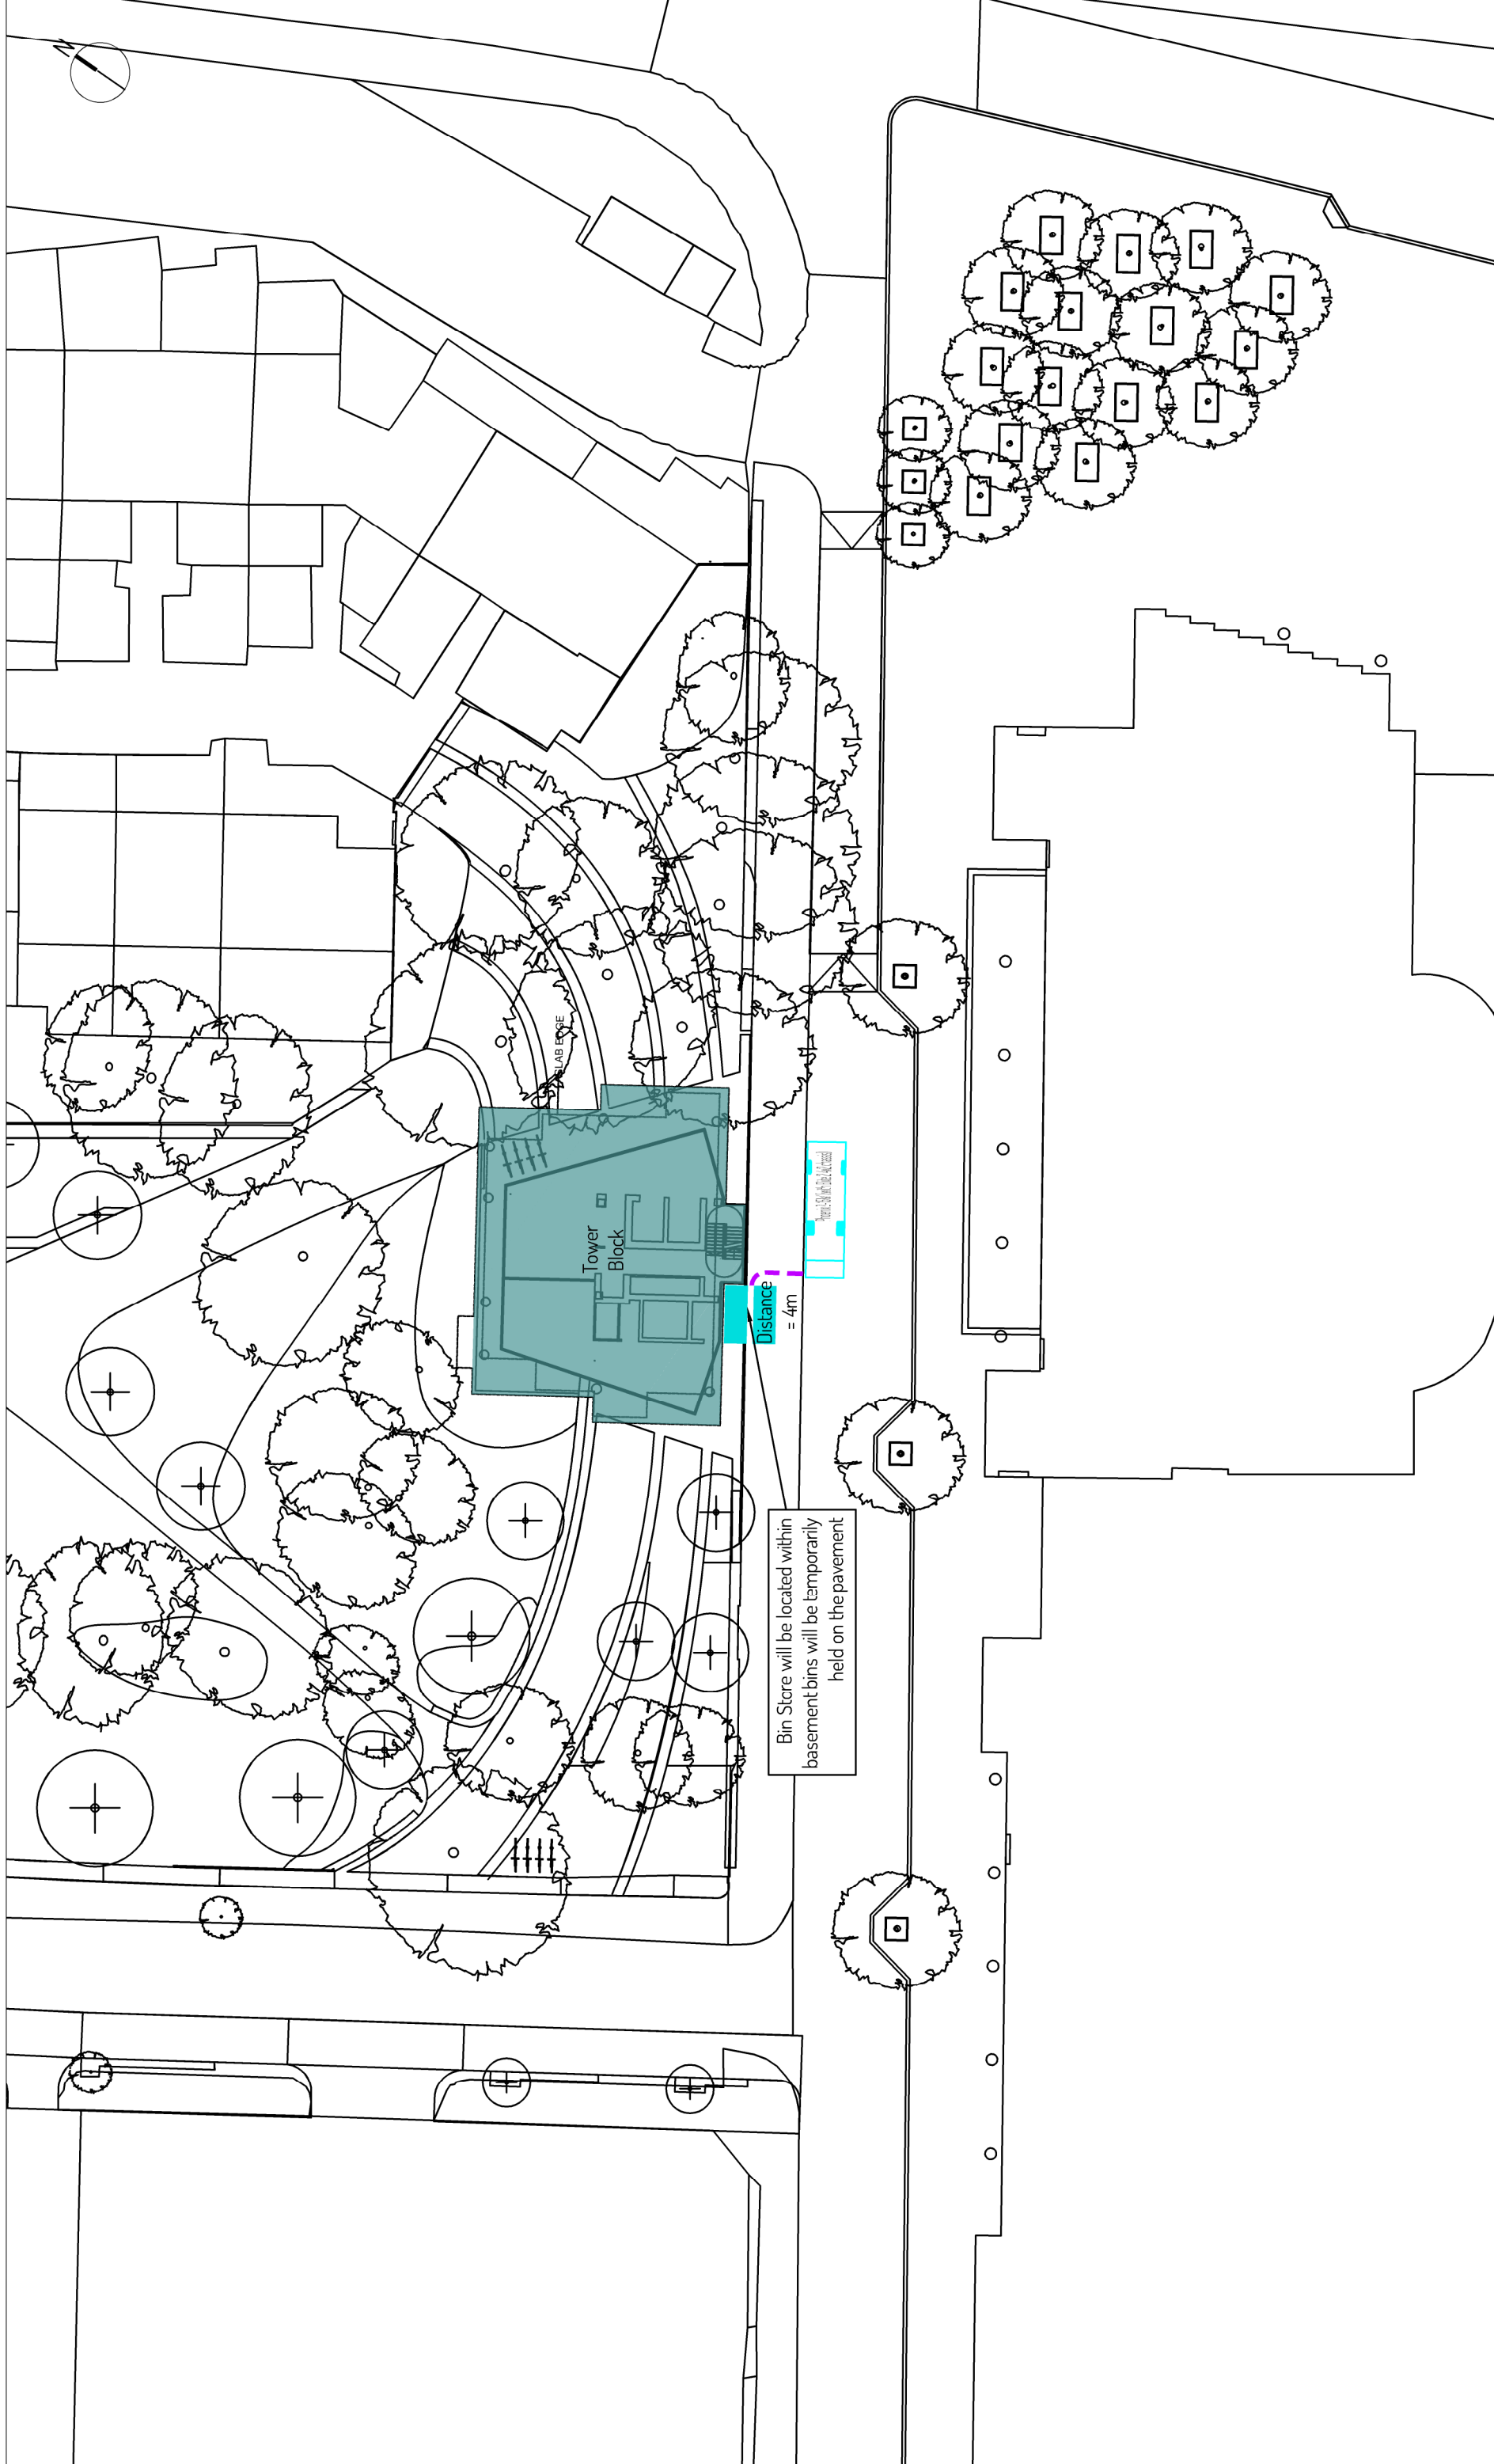 N
SLAB EDGE
Tower
Block
Distance
= 4m
Bin Store will be located within
basement bins will be temporarily
held on the pavement